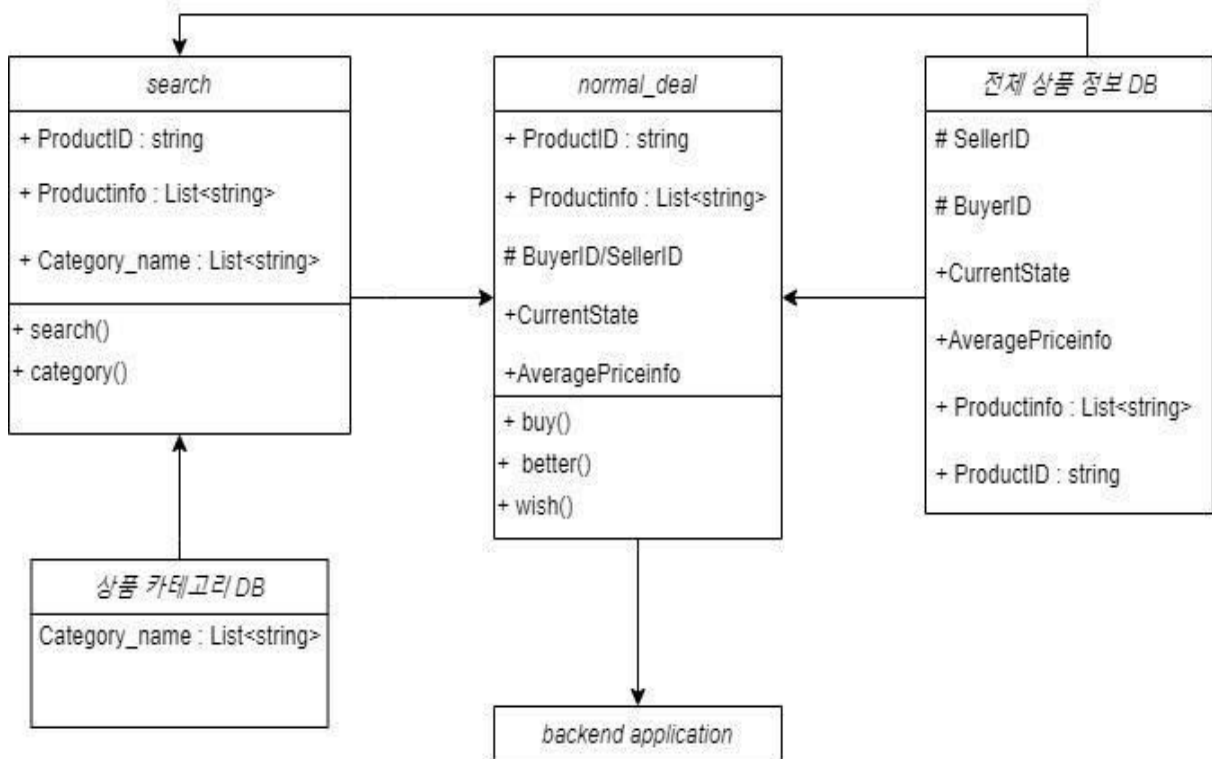 search
+ ProductID : string
+ Productinfo : List<string>
+ Category_name : List<string>
+ search()
+ category()
normal_deal
+ ProductID : string
+ Productinfo : List<string>
# BuyerID/SellerID
+CurrentState
+AveragePriceinfo
+ buy()
+ better()
+ wish()
전체 상품 정보 DB
# SellerID
# BuyerID
+CurrentState
+AveragePriceinfo
+ Productinfo : List<string>
+ ProductID : string
상품 카테고리 DB
Category_name : List<string>
backend application